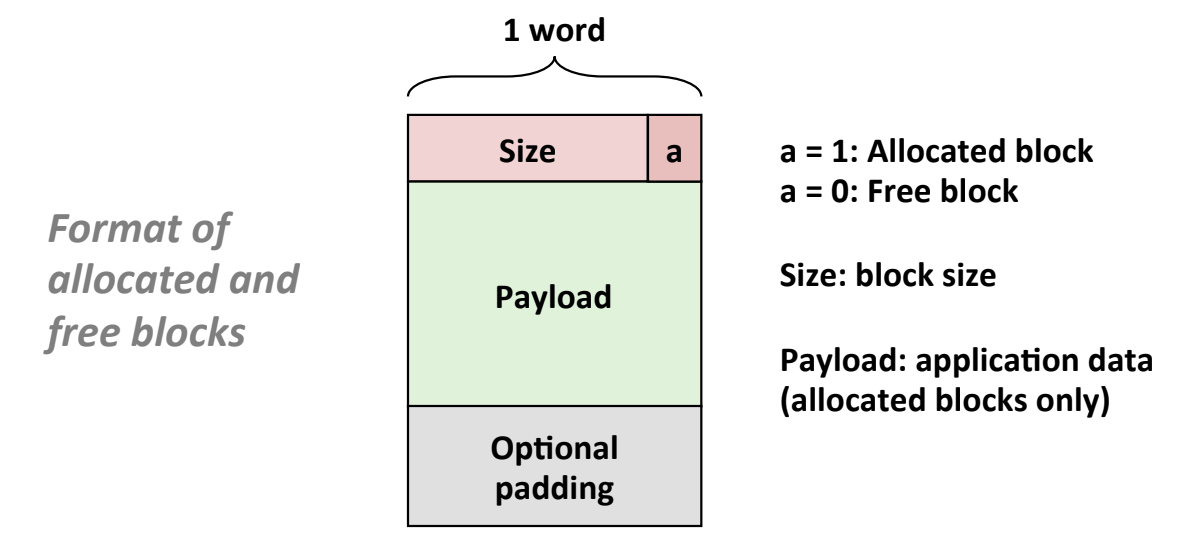 1 word
Size
a
a = 1: Allocated block
a = 0: Free block
Format of
allocated and
free blocks
Payload
Size: block size
Payload: application data
(allocated blocks only)
Optional
padding